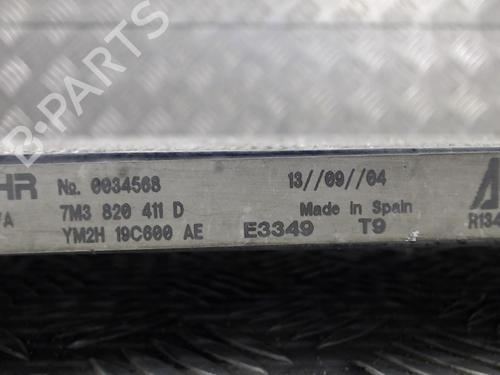 B-PARTS
HR No. 0034568 13//09//04
/A 7M3 820 411 D Made in Spain
YM2H 19C600 AE E3349 T9 R134